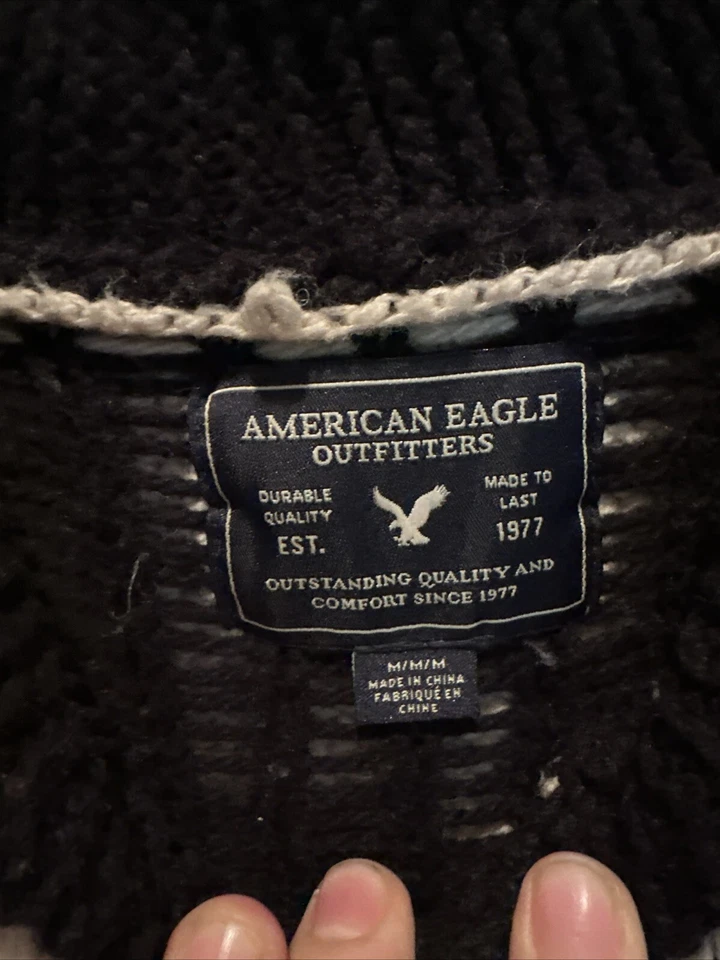 AMERICAN EAGLE
OUTFITTERS
DURABLE
QUALITY
EST.
MADE TO
LAST
1977
OUTSTANDING QUALITY AND
COMFORT SINCE 1977
M/M/M
MADE IN CHINA
FABRIQUÉ EN
CHINE